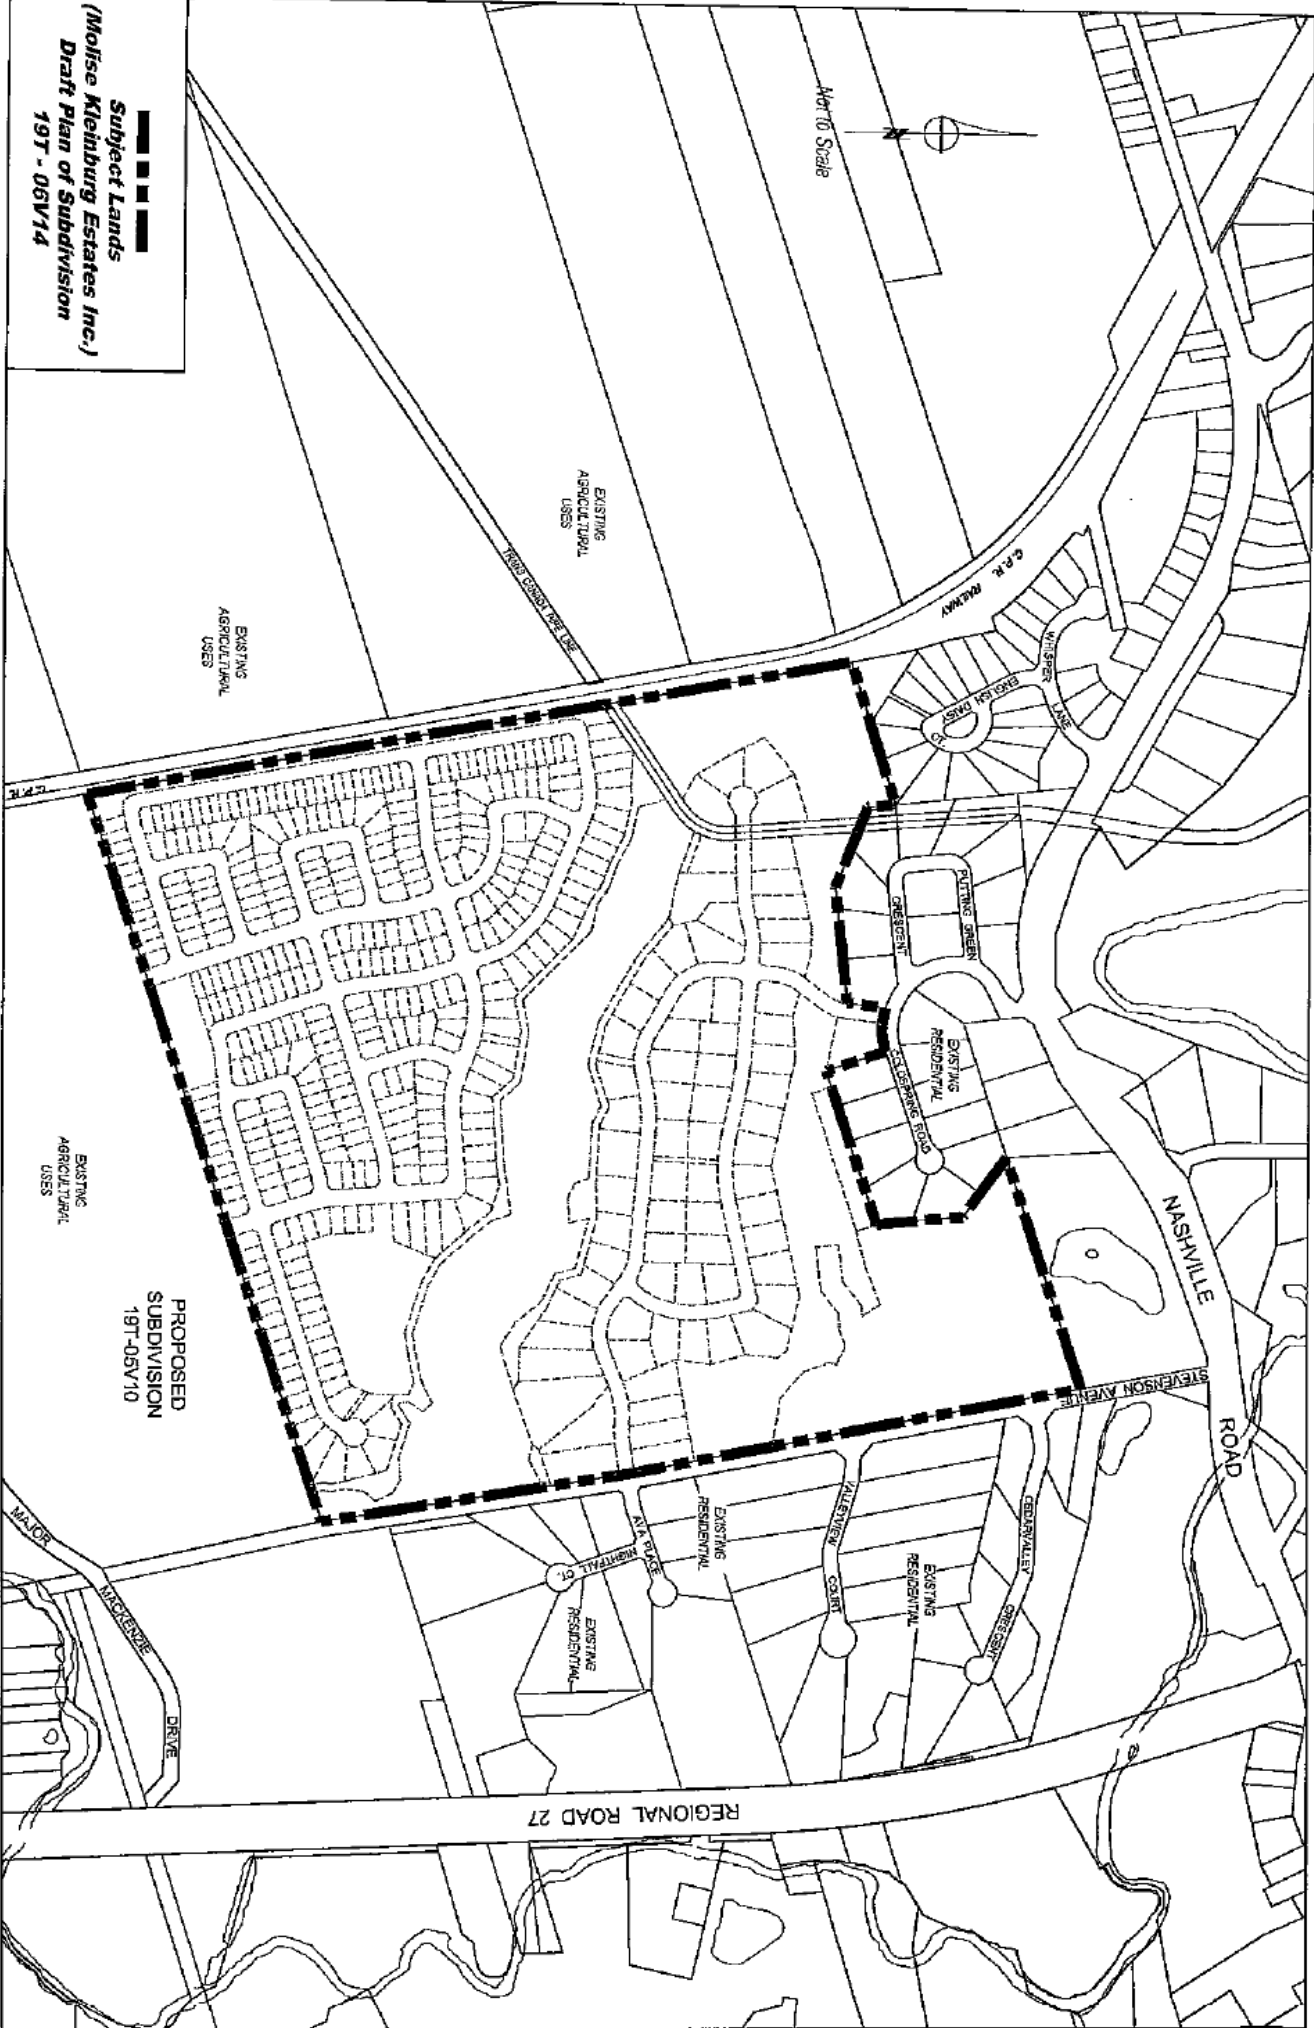 Subject Lands
(Molise Kleinburg Estates Inc.)
Draft Plan of Subdivision
19T - 06V14
Not to Scale
N
EXISTING
AGRICULTURAL
USES
TRANS CANADA PIPE LINE
C.P.R. RAILWAY
WHISPER
LANE
ENGLISH DAISY
CT.
EXISTING
AGRICULTURAL
USES
C.P.R.
PUTTING GREEN
CRESCENT
EXISTING
RESIDENTIAL
COLDSPRING ROAD
NASHVILLE
ROAD
STEVENSON AVENUE
EXISTING
AGRICULTURAL
USES
PROPOSED
SUBDIVISION
19T-05V10
CEDARVALLEY
CRESCENT
VALLEYVIEW
COURT
EXISTING
RESIDENTIAL
EXISTING
RESIDENTIAL
AVA PLACE
NIGHTFALL CT.
EXISTING
RESIDENTIAL
MAJOR
MACKENZIE
DRIVE
REGIONAL ROAD 27